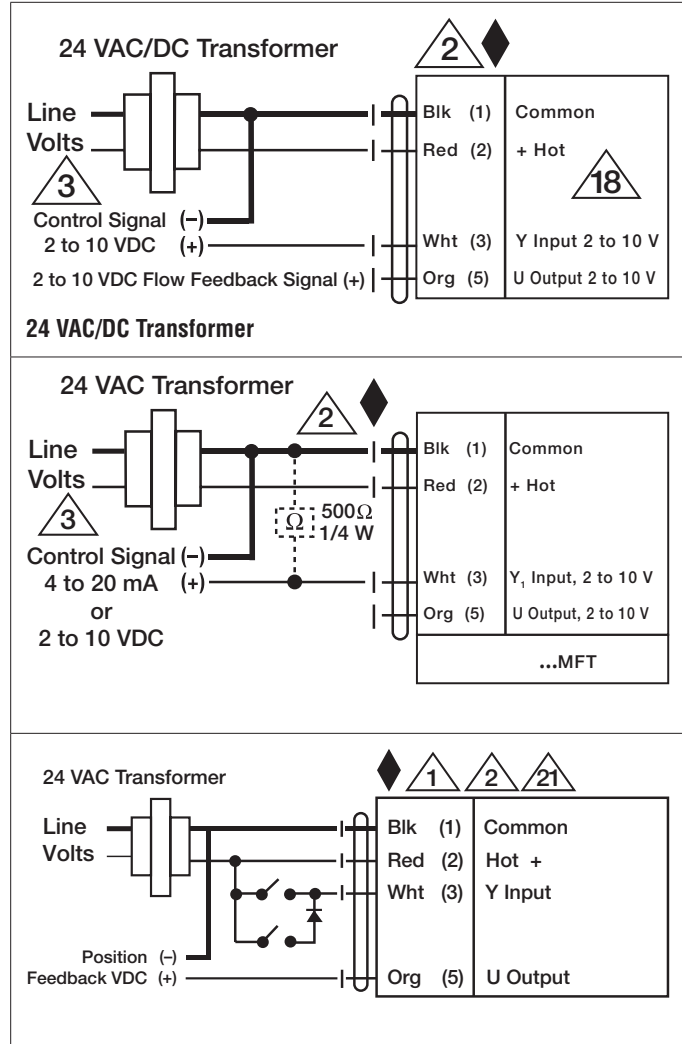 24 VAC/DC Transformer
2
Line
Volts
3
Blk (1) Common
Red (2) + Hot
18
Control Signal (−)
2 to 10 VDC (+)
Wht (3) Y Input 2 to 10 V
2 to 10 VDC Flow Feedback Signal (+)
Org (5) U Output 2 to 10 V
24 VAC/DC Transformer
24 VAC Transformer
2
Line
Volts
3
Blk (1) Common
Red (2) + Hot
Ω 500Ω
1/4 W
Control Signal (−)
4 to 20 mA (+)
or
2 to 10 VDC
Wht (3) Y₁ Input, 2 to 10 V
Org (5) U Output, 2 to 10 V
...MFT
24 VAC Transformer
1 2 21
Line
Volts
Blk (1) Common
Red (2) Hot +
Wht (3) Y Input
Position (−)
Feedback VDC (+)
Org (5) U Output